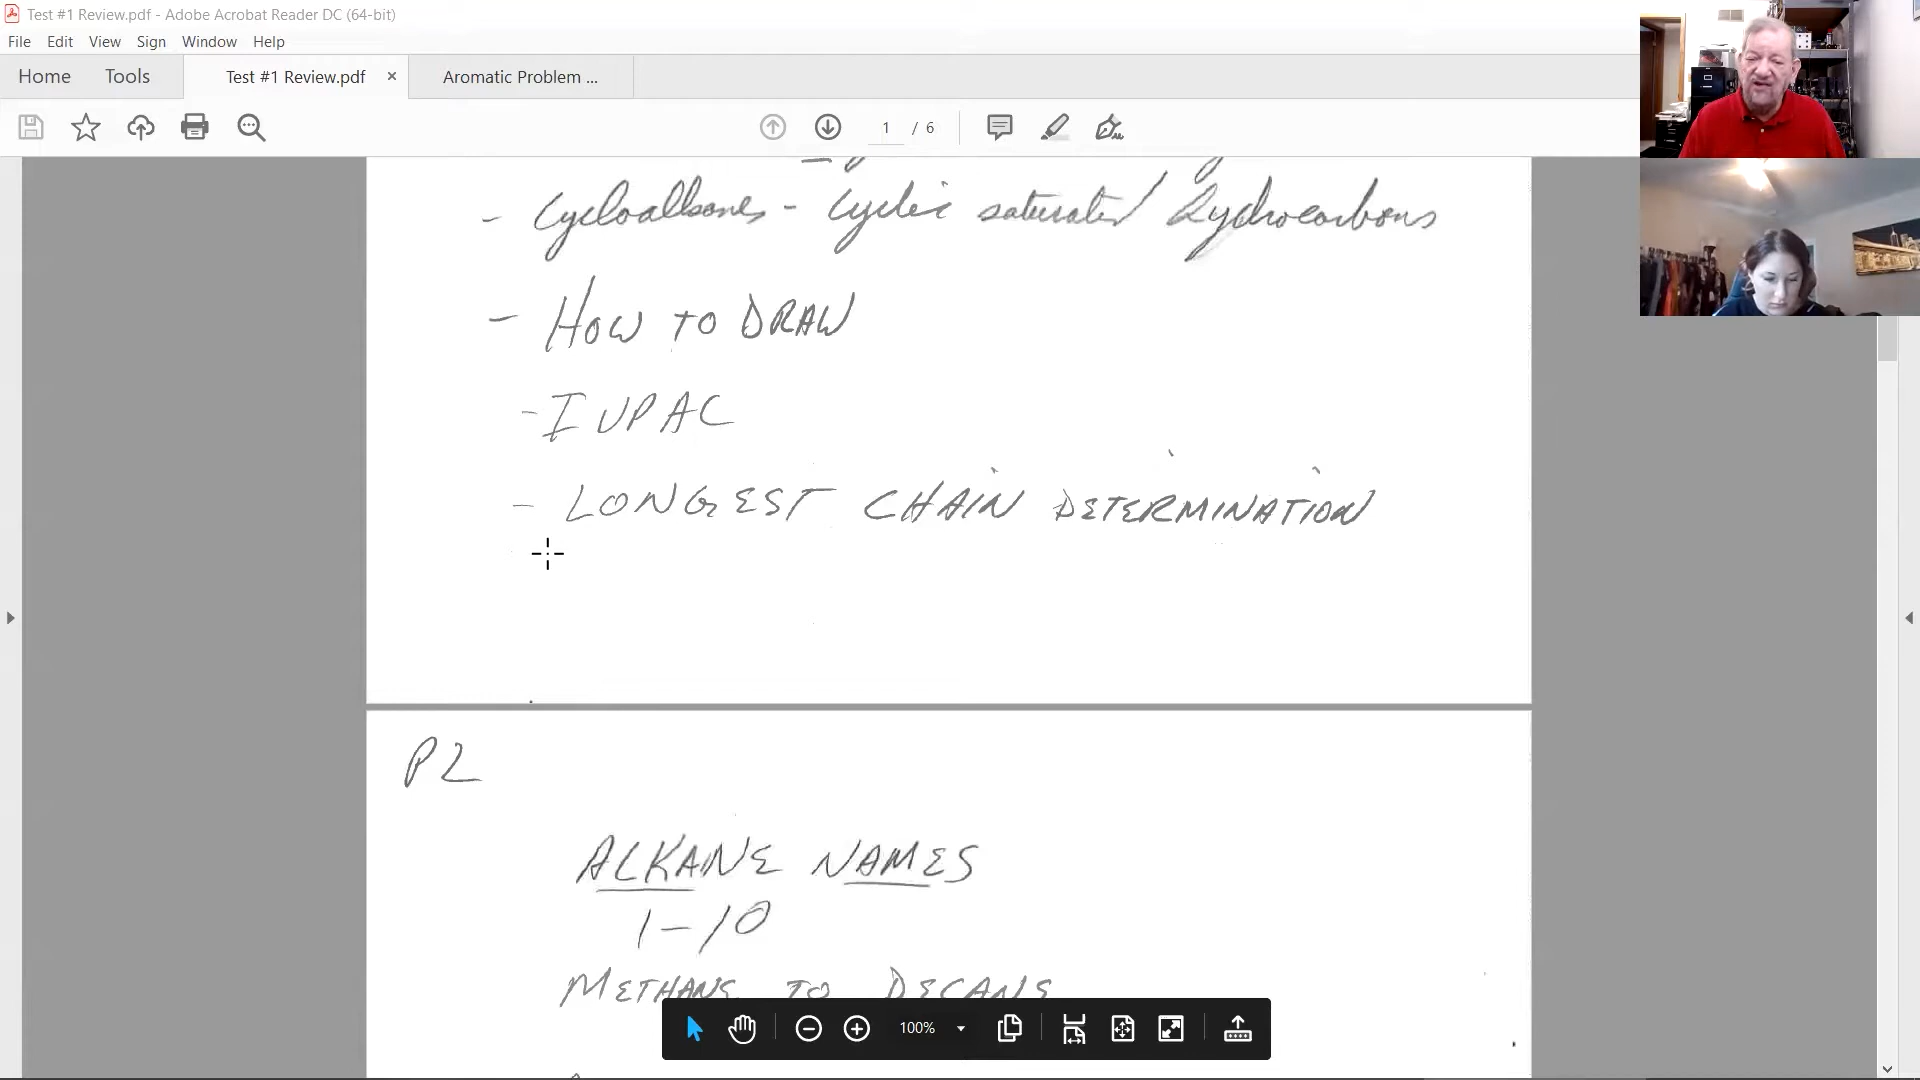 Test #1 Review.pdf - Adobe Acrobat Reader DC (64-bit)
File Edit View Sign Window Help
Home Tools Test #1 Review.pdf × Aromatic Problem ...
1 / 6
- Cycloalkanes - Cyclic saturated Hydrocarbons
- HOW TO DRAW
- IUPAC
- LONGEST CHAIN DETERMINATION
P2
ALKANE NAMES
1-10
METHANE TO DECANE
100%